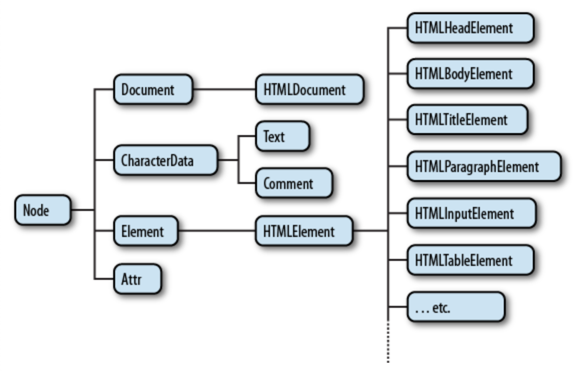 Node
Document
CharacterData
Element
Attr
HTMLDocument
Text
Comment
HTMLElement
HTMLHeadElement
HTMLBodyElement
HTMLTitleElement
HTMLParagraphElement
HTMLInputElement
HTMLTableElement
. . . etc.